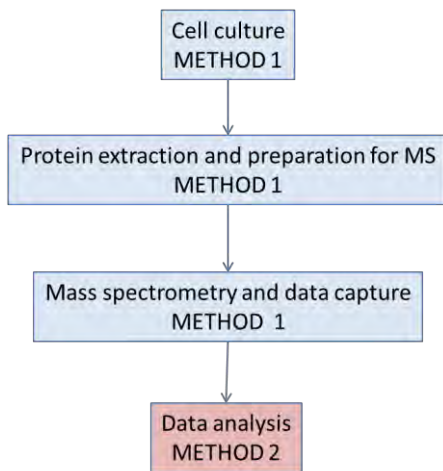 Cell culture
METHOD 1
Protein extraction and preparation for MS
METHOD 1
Mass spectrometry and data capture
METHOD 1
Data analysis
METHOD 2